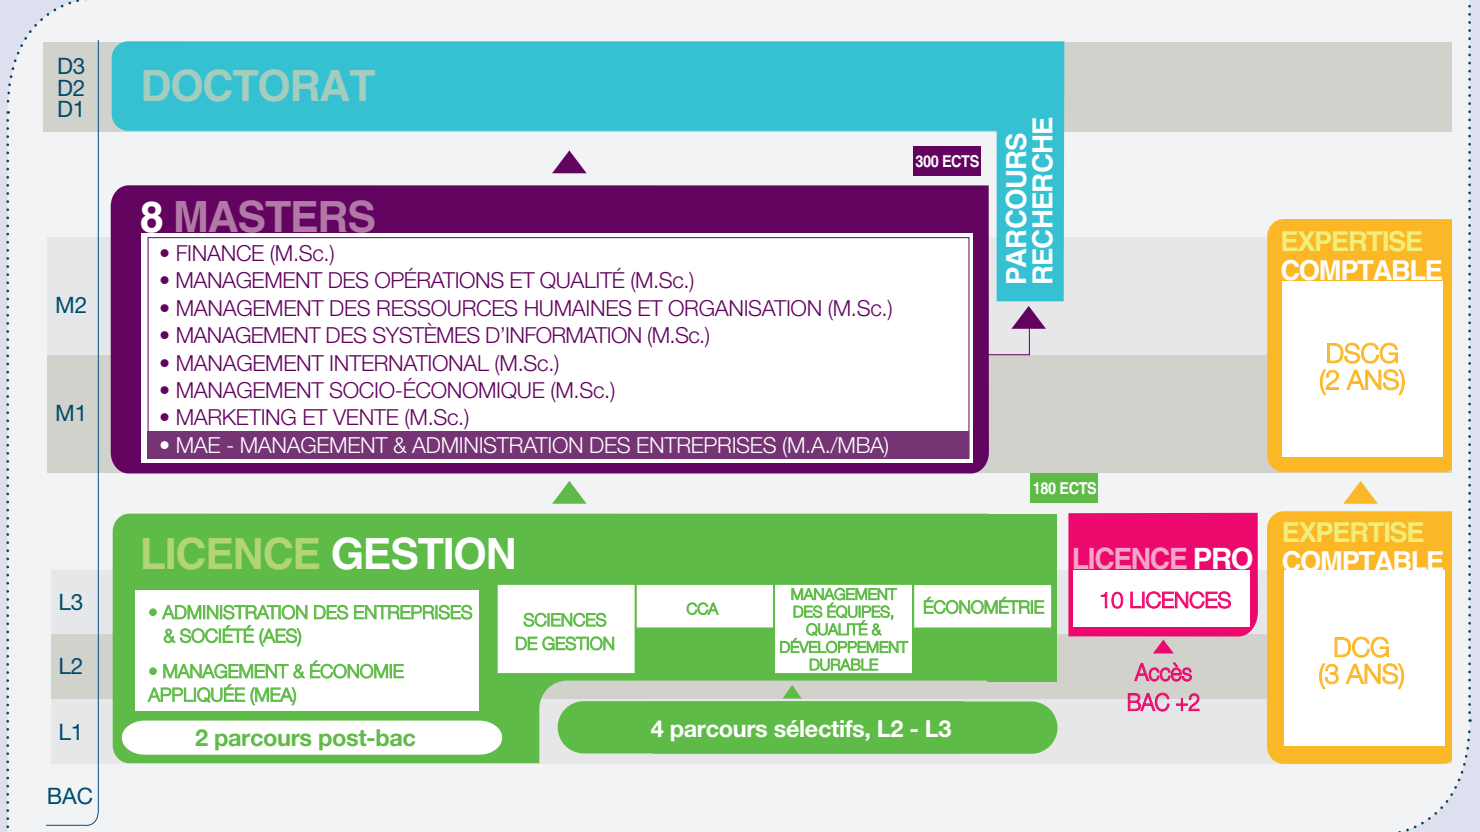 D3
D2
D1
DOCTORAT
PARCOURS
RECHERCHE
300 ECTS
8 MASTERS
• FINANCE (M.Sc.)
• MANAGEMENT DES OPÉRATIONS ET QUALITÉ (M.Sc.)
• MANAGEMENT DES RESSOURCES HUMAINES ET ORGANISATION (M.Sc.)
• MANAGEMENT DES SYSTÈMES D'INFORMATION (M.Sc.)
• MANAGEMENT INTERNATIONAL (M.Sc.)
• MANAGEMENT SOCIO-ÉCONOMIQUE (M.Sc.)
• MARKETING ET VENTE (M.Sc.)
• MAE - MANAGEMENT & ADMINISTRATION DES ENTREPRISES (M.A./MBA)
M2
M1
EXPERTISE
COMPTABLE
DSCG
(2 ANS)
180 ECTS
LICENCE GESTION
• ADMINISTRATION DES ENTREPRISES
& SOCIÉTÉ (AES)
• MANAGEMENT & ÉCONOMIE
APPLIQUÉE (MEA)
2 parcours post-bac
SCIENCES
DE GESTION
CCA
MANAGEMENT
DES ÉQUIPES,
QUALITÉ &
DÉVELOPPEMENT
DURABLE
ÉCONOMÉTRIE
4 parcours sélectifs, L2 - L3
LICENCE PRO
10 LICENCES
Accès
BAC +2
EXPERTISE
COMPTABLE
DCG
(3 ANS)
L3
L2
L1
BAC